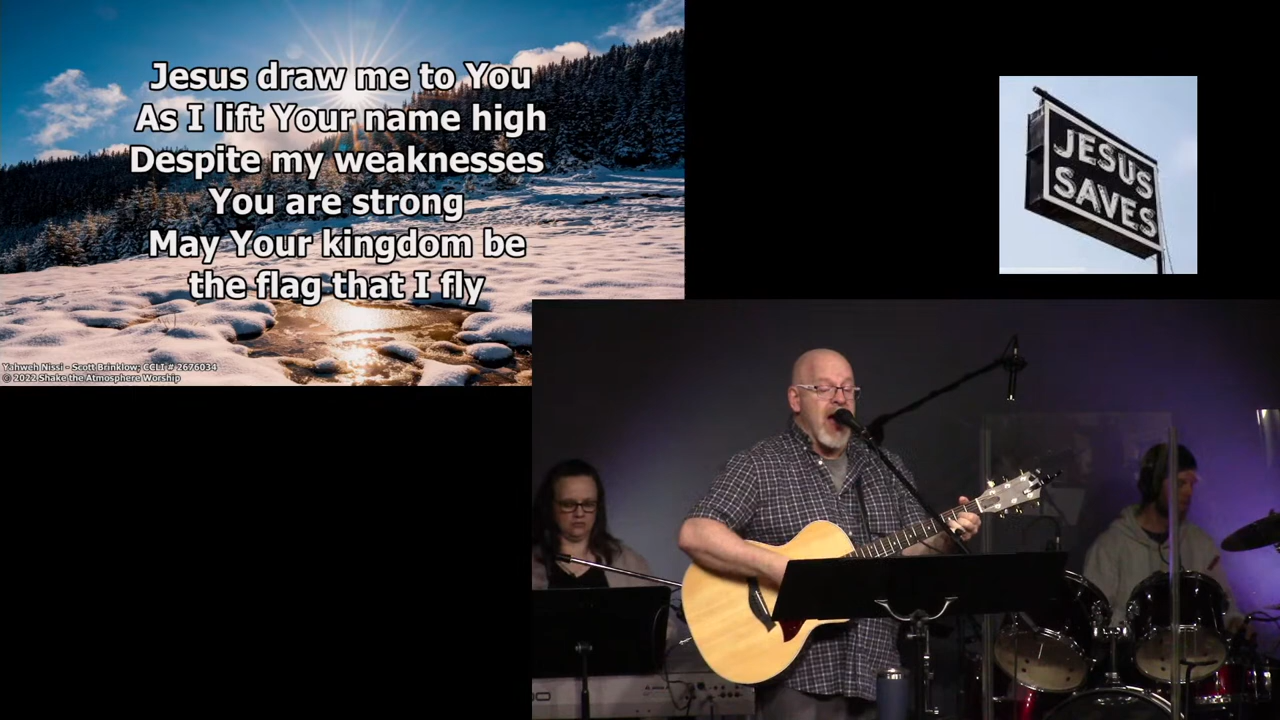 Jesus draw me to You
As I lift Your name high
Despite my weaknesses
You are strong
May Your kingdom be
the flag that I fly
Yahweh Nissi - Scott Brinklow; CCLI # 2676034
© 2022 Shake the Atmosphere Worship
JESUS
SAVES